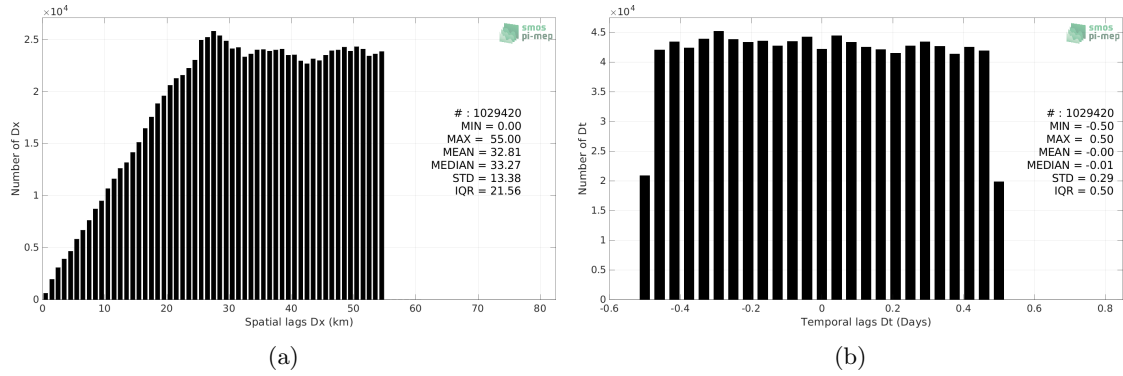 ×10⁴
2.5
2
1.5
1
0.5
0
Number of Dx
0 10 20 30 40 50 60 70 80
Spatial lags Dx (km)
smos
pi-mep
# : 1029420
MIN = 0.00
MAX = 55.00
MEAN = 32.81
MEDIAN = 33.27
STD = 13.38
IQR = 21.56
(a)
×10⁴
4.5
4
3.5
3
2.5
2
1.5
1
0.5
0
Number of Dt
-0.6 -0.4 -0.2 0 0.2 0.4 0.6 0.8
Temporal lags Dt (Days)
smos
pi-mep
# : 1029420
MIN = -0.50
MAX = 0.50
MEAN = -0.00
MEDIAN = -0.01
STD = 0.29
IQR = 0.50
(b)